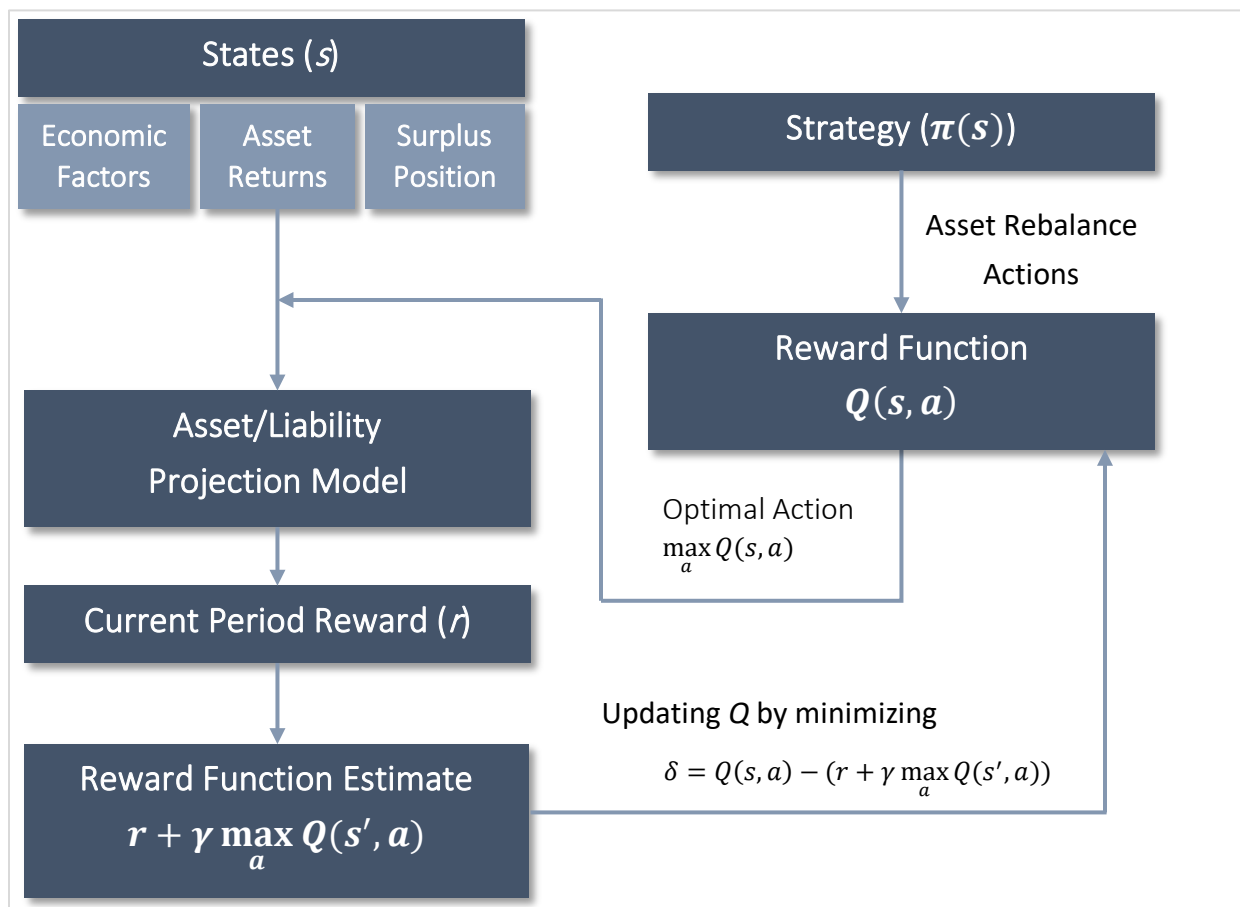 States (s)
Economic
Factors
Asset
Returns
Surplus
Position
Strategy (π(s))
Asset Rebalance
Actions
Reward Function
Q(s, a)
Asset/Liability
Projection Model
Optimal Action
max Q(s, a)
a
Current Period Reward (r)
Updating Q by minimizing
δ = Q(s, a) − (r + γ max Q(s′, a))
a
Reward Function Estimate
r + γ max Q(s′, a)
a